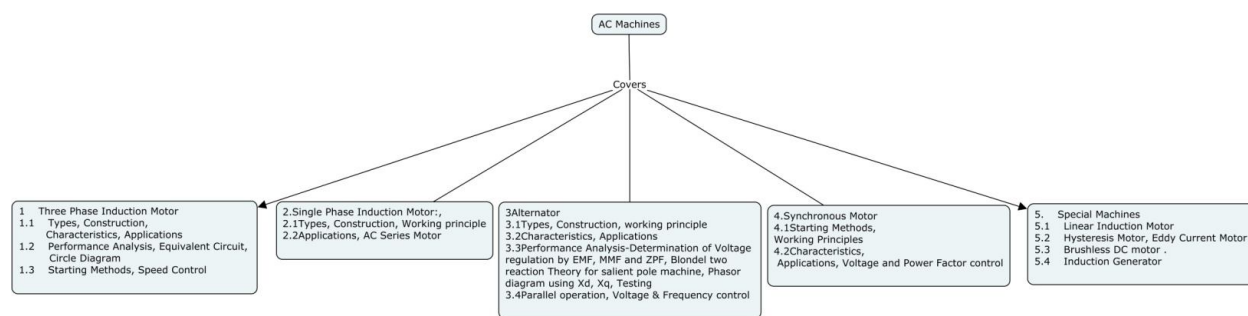 AC Machines
Covers
1 Three Phase Induction Motor
1.1 Types, Construction,
Characteristics, Applications
1.2 Performance Analysis, Equivalent Circuit,
Circle Diagram
1.3 Starting Methods, Speed Control
2.Single Phase Induction Motor:,
2.1Types, Construction, Working principle
2.2Applications, AC Series Motor
3Alternator
3.1Types, Construction, working principle
3.2Characteristics, Applications
3.3Performance Analysis-Determination of Voltage
regulation by EMF, MMF and ZPF, Blondel two
reaction Theory for salient pole machine, Phasor
diagram using Xd, Xq, Testing
3.4Parallel operation, Voltage & Frequency control
4.Synchronous Motor
4.1Starting Methods,
Working Principles
4.2Characteristics,
Applications, Voltage and Power Factor control
5. Special Machines
5.1 Linear Induction Motor
5.2 Hysteresis Motor, Eddy Current Motor
5.3 Brushless DC motor .
5.4 Induction Generator